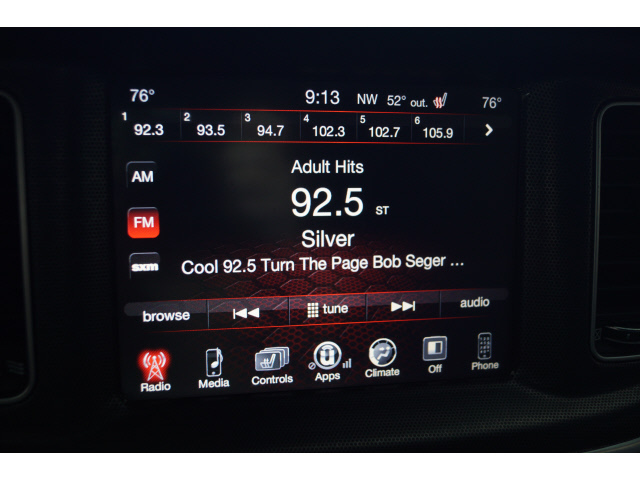 76° 9:13 NW 52° out. 76°
1 92.3 2 93.5 3 94.7 4 102.3 5 102.7 6 105.9
AM
FM
sxm
Adult Hits
92.5 ST
Silver
Cool 92.5 Turn The Page Bob Seger ...
browse tune audio
Radio Media Controls Apps Climate Off Phone